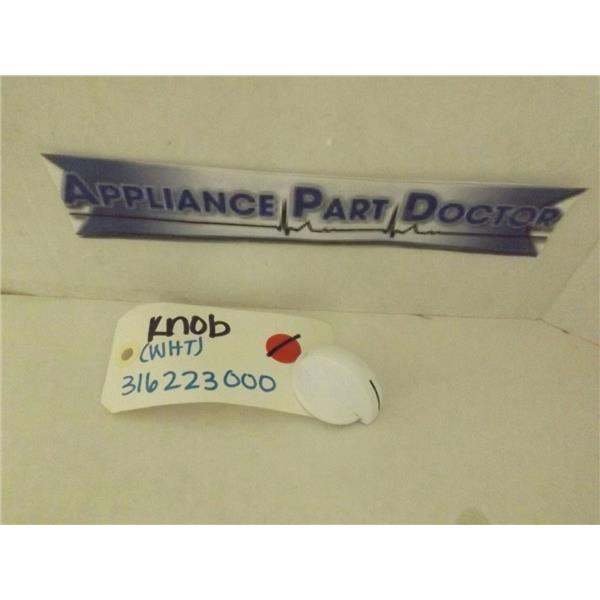 APPLIANCE PART DOCTOR
KNOB
(WHT)
316223000